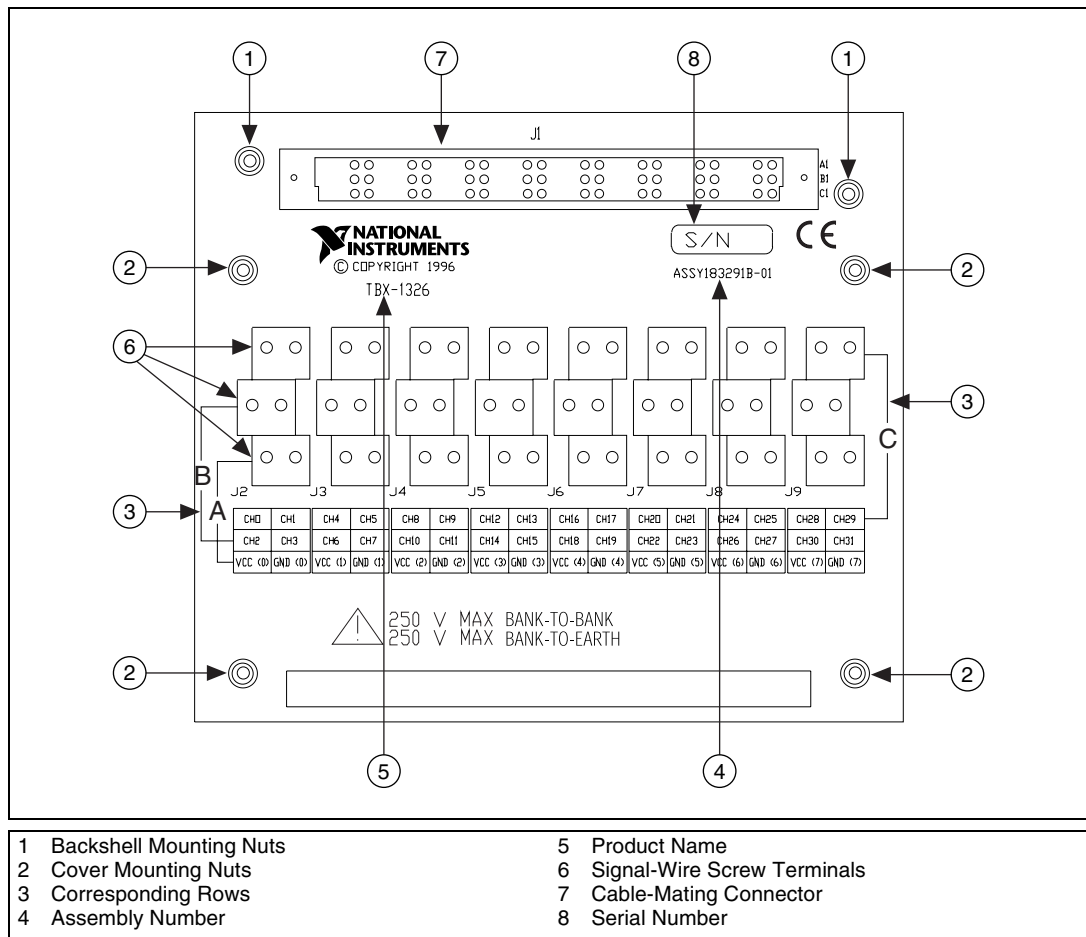 1 7 8 1
J1
A1
B1
C1
NATIONAL
INSTRUMENTS
© COPYRIGHT 1996
TBX-1326
S/N
CE
ASSY183291B-01
2 2
6
3
C
B
A
3
J2 J3 J4 J5 J6 J7 J8 J9
CH0 CH1 CH4 CH5 CH8 CH9 CH12 CH13 CH16 CH17 CH20 CH21 CH24 CH25 CH28 CH29
CH2 CH3 CH6 CH7 CH10 CH11 CH14 CH15 CH18 CH19 CH22 CH23 CH26 CH27 CH30 CH31
VCC (0) GND (0) VCC (1) GND (1) VCC (2) GND (2) VCC (3) GND (3) VCC (4) GND (4) VCC (5) GND (5) VCC (6) GND (6) VCC (7) GND (7)
! 250 V MAX BANK-TO-BANK
250 V MAX BANK-TO-EARTH
2 2
5 4
1 Backshell Mounting Nuts
2 Cover Mounting Nuts
3 Corresponding Rows
4 Assembly Number
5 Product Name
6 Signal-Wire Screw Terminals
7 Cable-Mating Connector
8 Serial Number